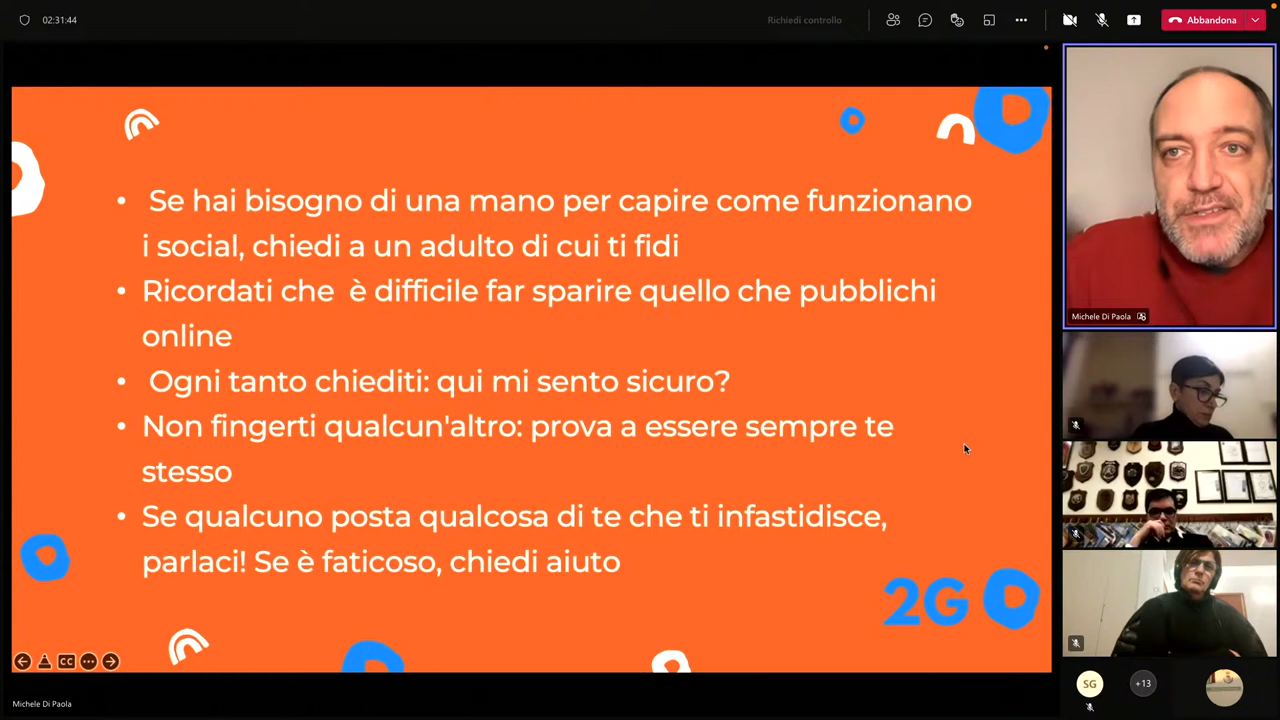 02:31:44
Richiedi controllo
Abbandona
• Se hai bisogno di una mano per capire come funzionano
i social, chiedi a un adulto di cui ti fidi
• Ricordati che è difficile far sparire quello che pubblichi
online
• Ogni tanto chiediti: qui mi sento sicuro?
• Non fingerti qualcun'altro: prova a essere sempre te
stesso
• Se qualcuno posta qualcosa di te che ti infastidisce,
parlaci! Se è faticoso, chiedi aiuto
2G
CC
Michele Di Paola
Michele Di Paola
SG
+13